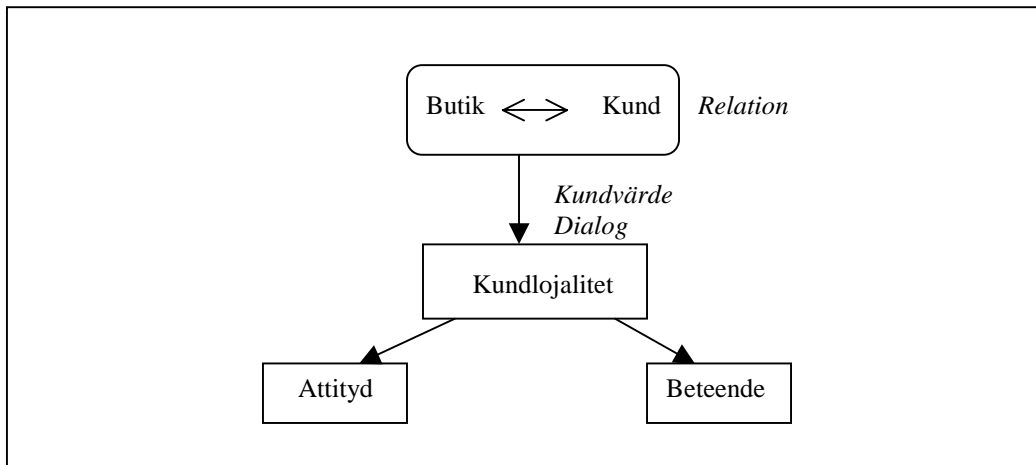 Butik Kund Relation
Kundvärde
Dialog
Kundlojalitet
Attityd Beteende